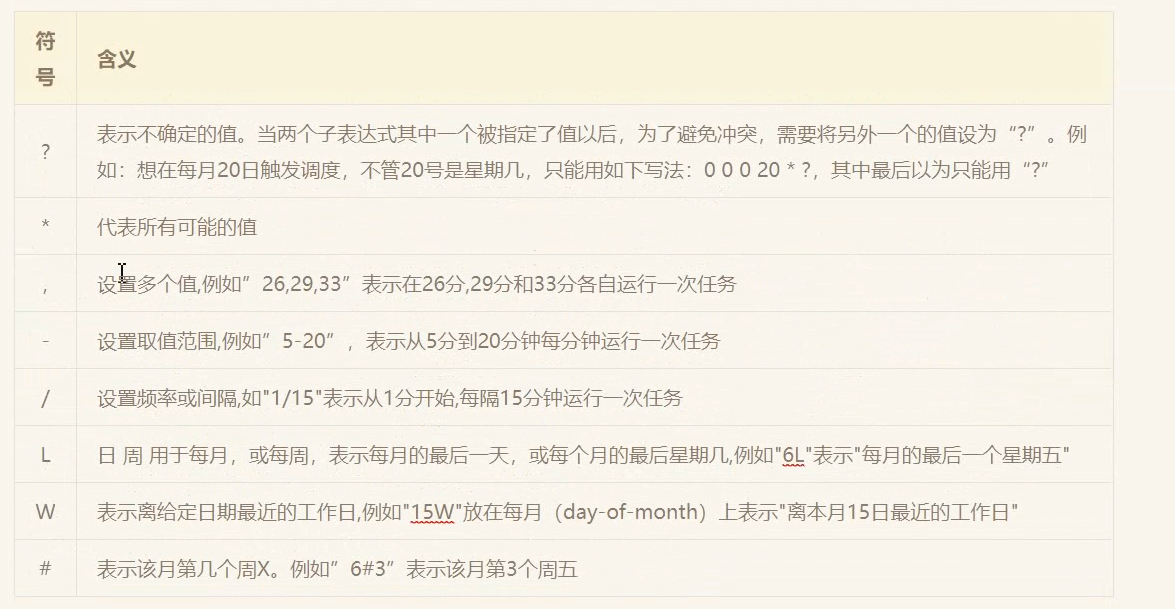 符
号
含义
? 表示不确定的值。当两个子表达式其中一个被指定了值以后，为了避免冲突，需要将另外一个的值设为“?”。例
如：想在每月20日触发调度，不管20号是星期几，只能用如下写法：0 0 0 20 * ?，其中最后以为只能用“?”
* 代表所有可能的值
, 设置多个值,例如”26,29,33”表示在26分,29分和33分各自运行一次任务
- 设置取值范围,例如”5-20”，表示从5分到20分钟每分钟运行一次任务
/ 设置频率或间隔,如"1/15"表示从1分开始,每隔15分钟运行一次任务
L 日 周 用于每月，或每周，表示每月的最后一天，或每个月的最后星期几,例如"6L"表示"每月的最后一个星期五"
W 表示离给定日期最近的工作日,例如"15W"放在每月（day-of-month）上表示"离本月15日最近的工作日"
# 表示该月第几个周X。例如”6#3”表示该月第3个周五